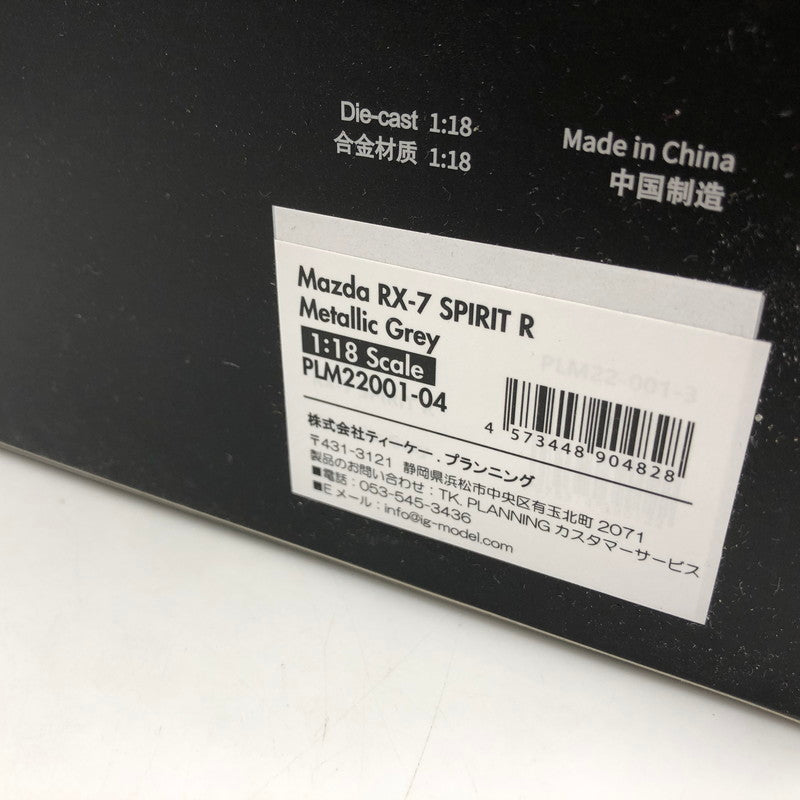 Die-cast 1:18
合金材质 1:18
Made in China
中国制造
Mazda RX-7 SPIRIT R
Metallic Grey
1:18 Scale
PLM22001-04
PLM22-001-3
4 573448 904828
株式会社ティーケー．プランニング
〒431-3121 静岡県浜松市中央区有玉北町 2071
製品のお問い合わせ：TK. PLANNING カスタマーサービス
■電話：053-545-3436
■Eメール：info@ig-model.com